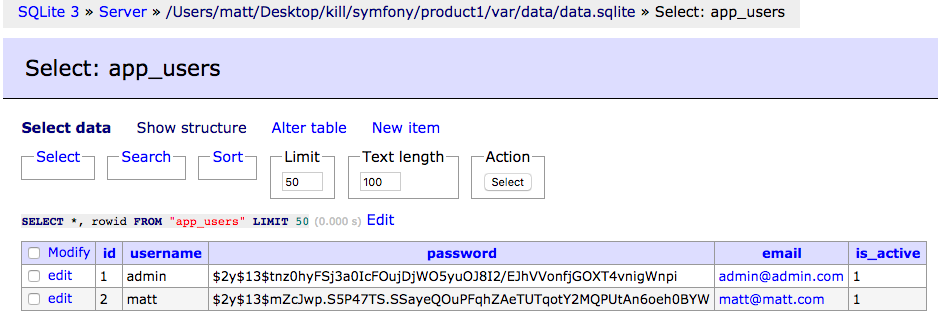 SQLite 3 » Server » /Users/matt/Desktop/kill/symfony/product1/var/data/data.sqlite » Select: app_users
Select: app_users
Select data Show structure Alter table New item
Select Search Sort Limit Text length Action
50 100 Select
SELECT *, rowid FROM "app_users" LIMIT 50 (0.000 s) Edit
Modify id username password email is_active
edit 1 admin $2y$13$tnz0hyFSj3a0IcFOujDjWO5yuOJ8I2/EJhVVonfjGOXT4vnigWnpi admin@admin.com 1
edit 2 matt $2y$13$mZcJwp.S5P47TS.SSayeQOuPFqhZAeTUTqotY2MQPUtAn6oeh0BYW matt@matt.com 1